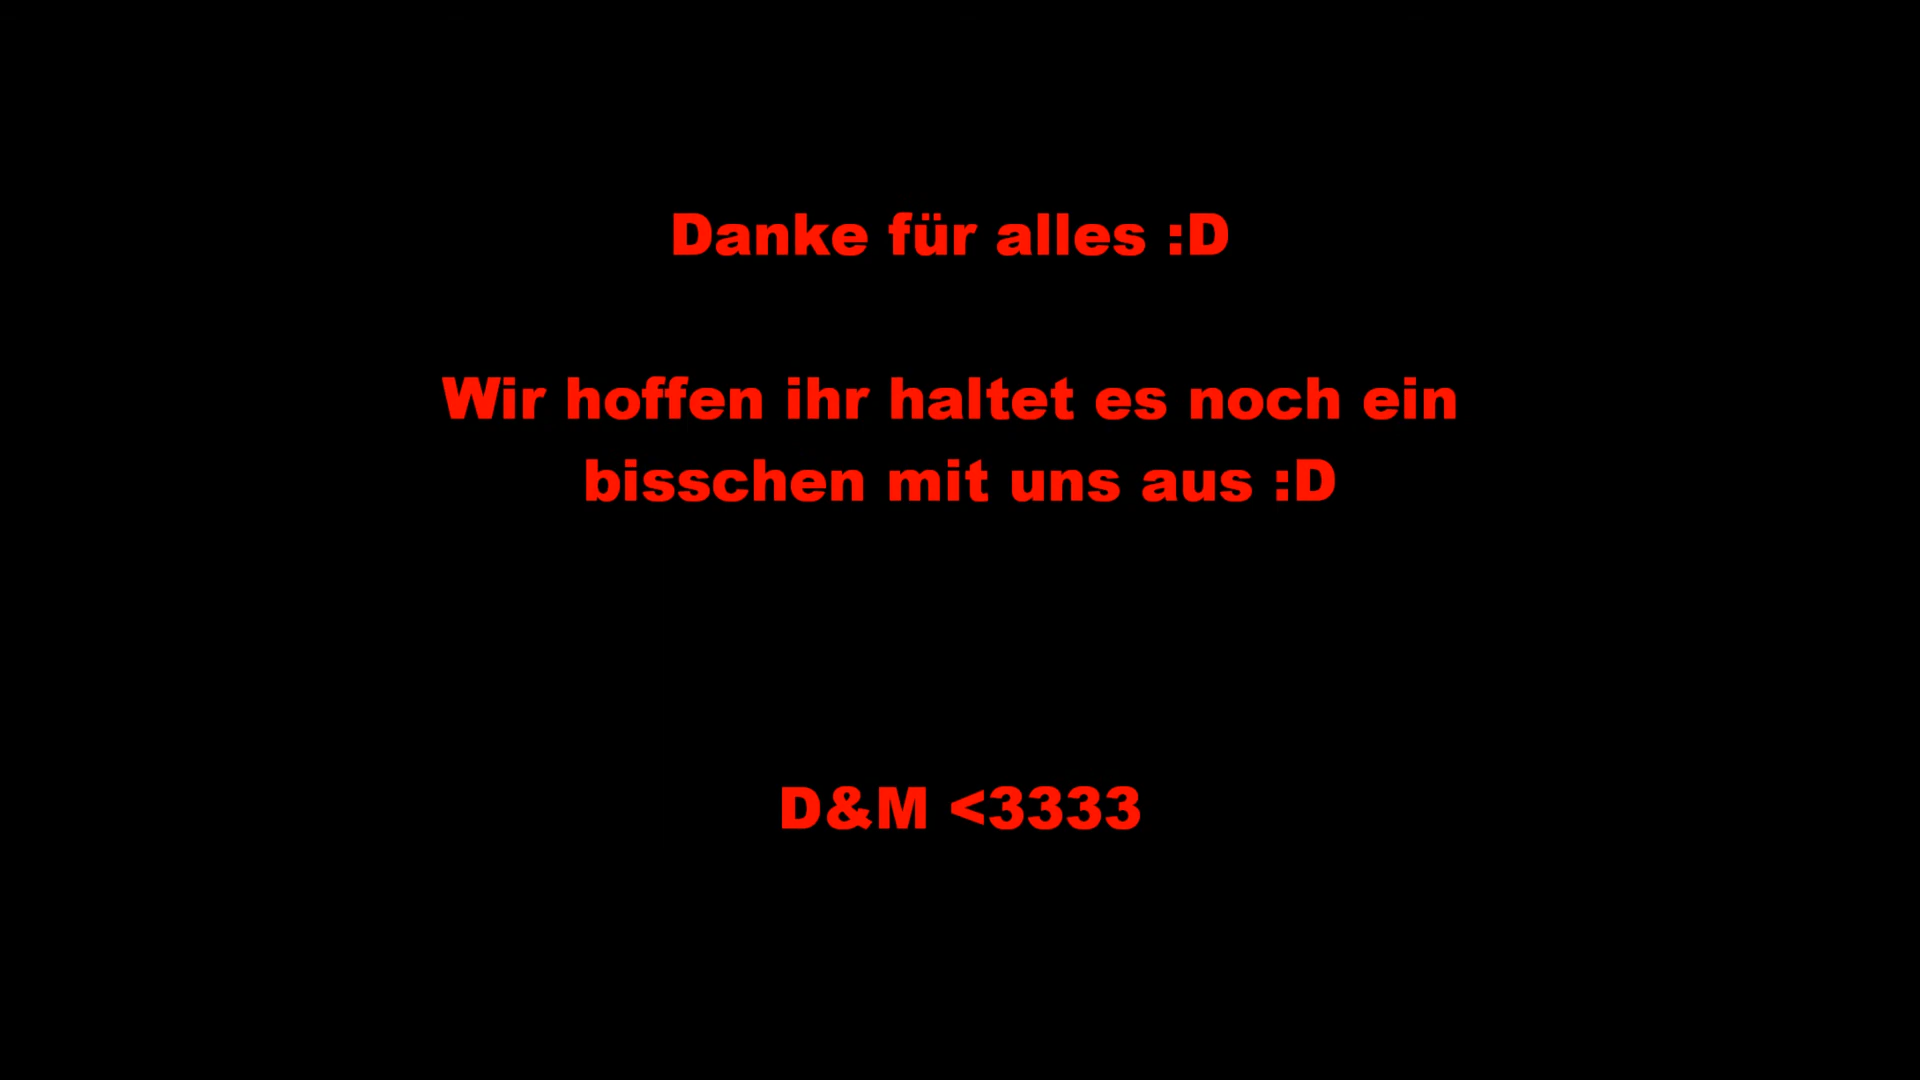 Danke für alles :D
Wir hoffen ihr haltet es noch ein
bisschen mit uns aus :D
D&M <3333